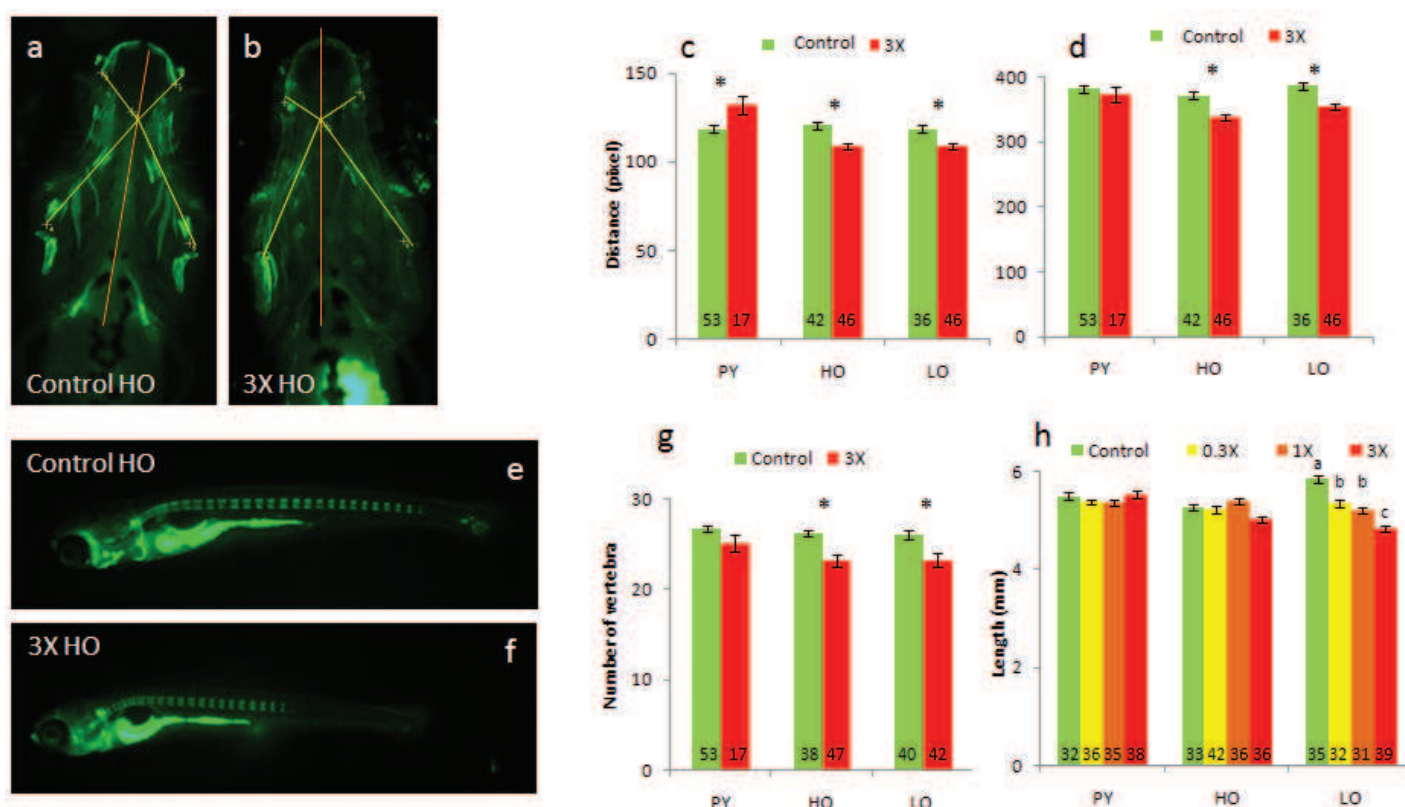 a
b
Control HO
3X HO
c
Control 3X
Distance (pixel)
150
100
50
0
*
*
*
53 17 42 46 36 46
PY HO LO
d
Control 3X
400
300
200
100
0
*
*
53 17 42 46 36 46
PY HO LO
Control HO
e
3X HO
f
g
Control 3X
Number of vertebra
30
20
10
0
*
*
53 17 38 47 40 42
PY HO LO
h
Control 0.3X 1X 3X
Length (mm)
6
4
2
0
a
b b
c
32 36 35 38 33 42 36 36 35 32 31 39
PY HO LO